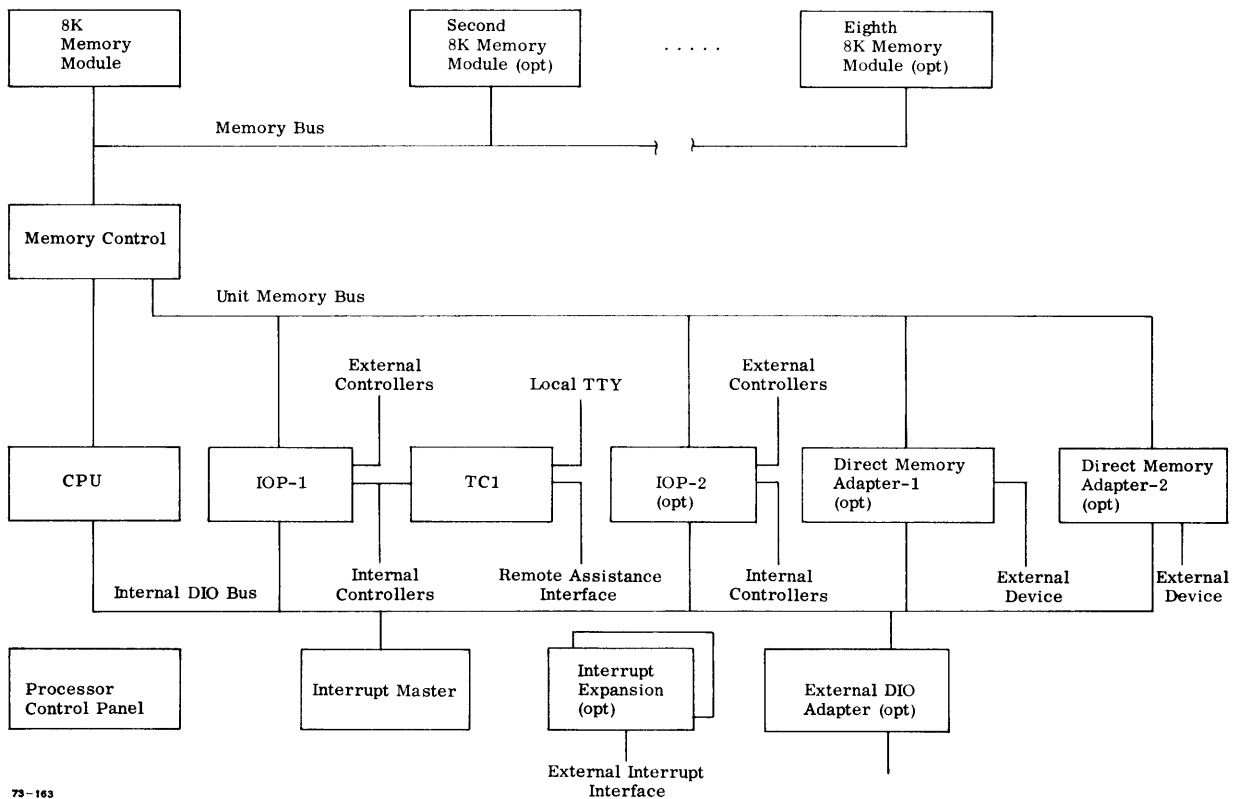 8K
Memory
Module
Second
8K Memory
Module (opt)
. . . . .
Eighth
8K Memory
Module (opt)
Memory Bus
Memory Control
Unit Memory Bus
External
Controllers
Local TTY
External
Controllers
CPU
IOP-1
TC1
IOP-2
(opt)
Direct Memory
Adapter-1
(opt)
Direct Memory
Adapter-2
(opt)
Internal DIO Bus
Internal
Controllers
Remote Assistance
Interface
Internal
Controllers
External
Device
External
Device
Processor
Control Panel
Interrupt Master
Interrupt
Expansion
(opt)
External DIO
Adapter (opt)
External Interrupt
Interface
73-163